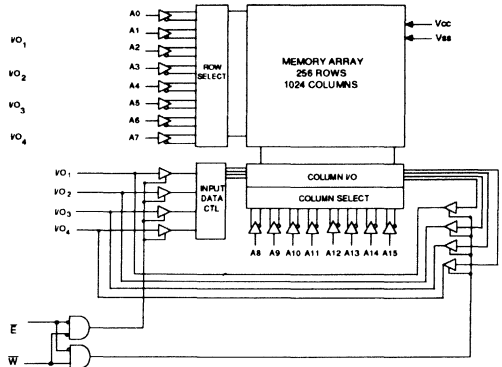 A0
A1
A2
A3
A4
A5
A6
A7
I/O1
I/O2
I/O3
I/O4
ROW
SELECT
MEMORY ARRAY
256 ROWS
1024 COLUMNS
Vcc
Vss
I/O1
I/O2
I/O3
I/O4
INPUT
DATA
CTL
COLUMN I/O
COLUMN SELECT
A8 A9 A10 A11 A12 A13 A14 A15
E̅
W̅